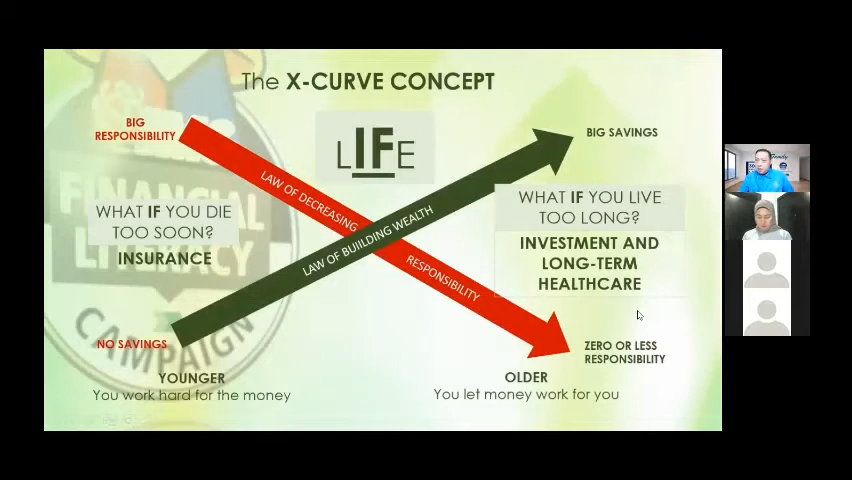 The X-CURVE CONCEPT
BIG
RESPONSIBILITY
LIFE
BIG SAVINGS
LAW OF DECREASING
RESPONSIBILITY
LAW OF BUIILDING WEALTH
WHAT IF YOU DIE
TOO SOON?
INSURANCE
WHAT IF YOU LIVE
TOO LONG?
INVESTMENT AND
LONG-TERM
HEALTHCARE
FINANCIAL
LITERACY
CAMPAIGN
NO SAVINGS
ZERO OR LESS
RESPONSIBILITY
YOUNGER
You work hard for the money
OLDER
You let money work for you